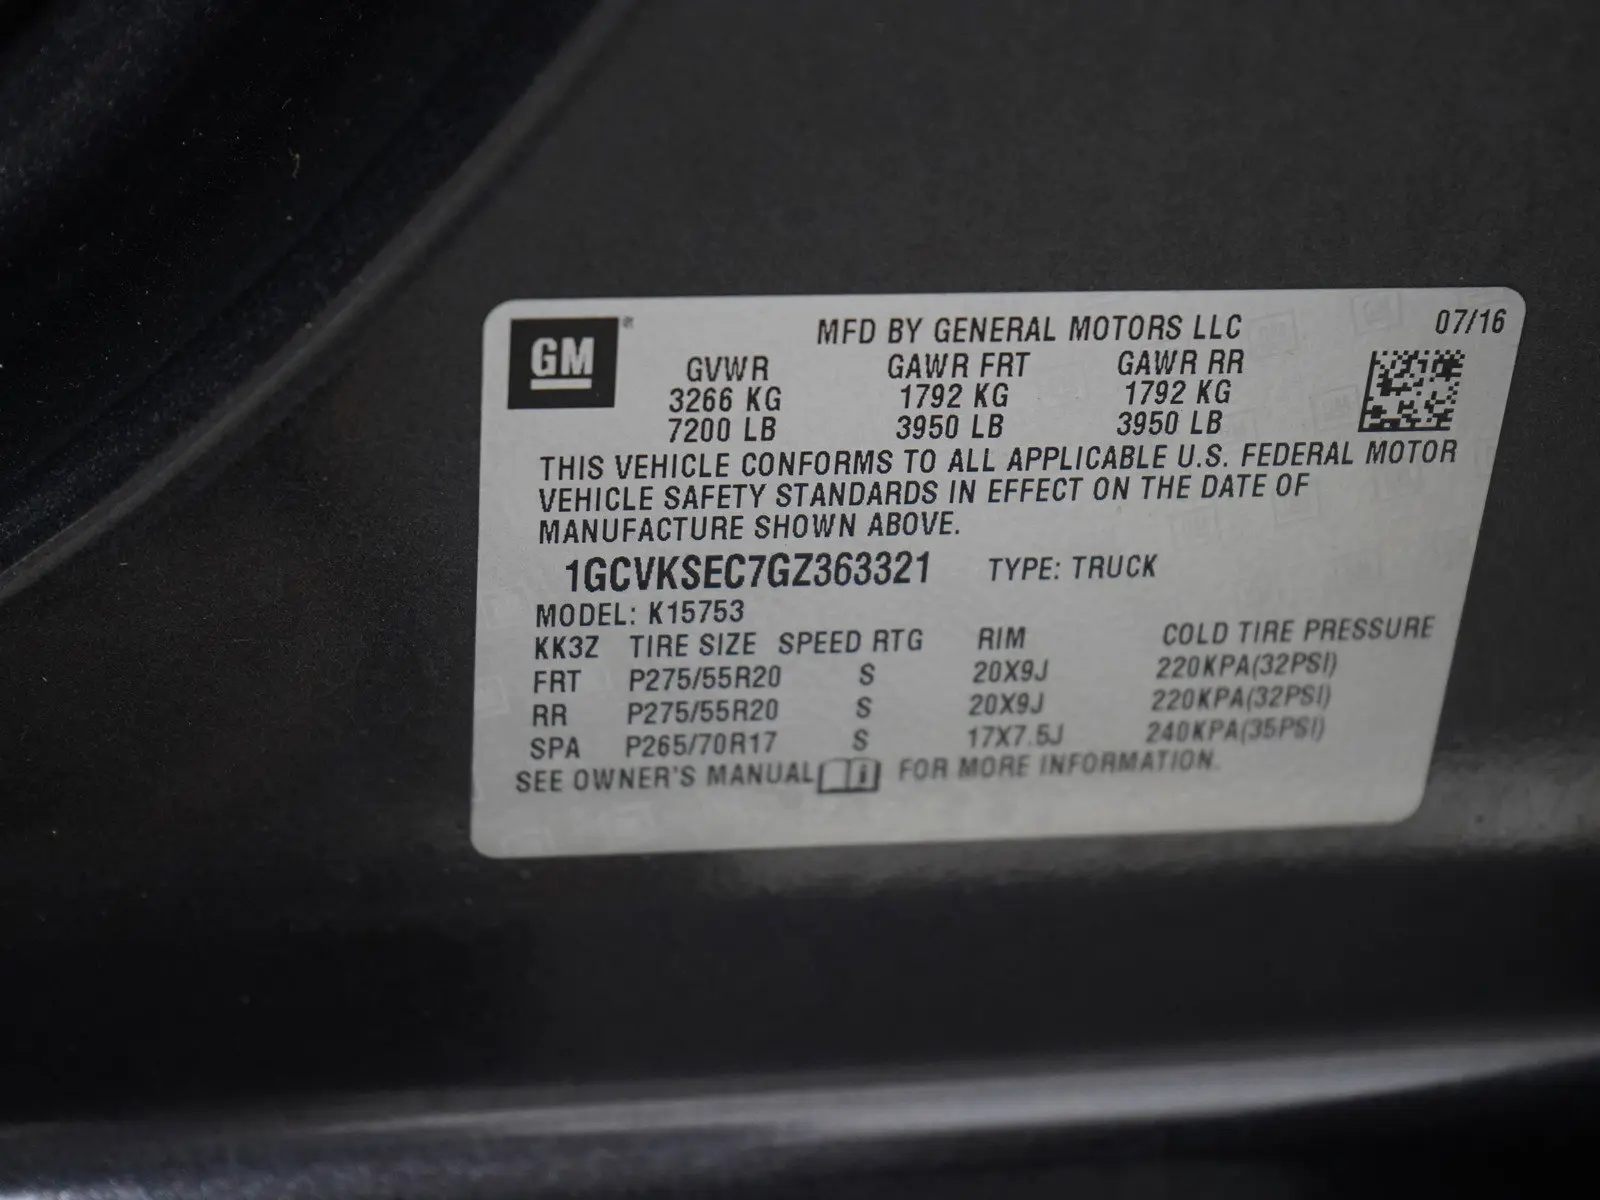 GM ® MFD BY GENERAL MOTORS LLC 07/16
GVWR GAWR FRT GAWR RR
3266 KG 1792 KG 1792 KG
7200 LB 3950 LB 3950 LB
THIS VEHICLE CONFORMS TO ALL APPLICABLE U.S. FEDERAL MOTOR
VEHICLE SAFETY STANDARDS IN EFFECT ON THE DATE OF
MANUFACTURE SHOWN ABOVE.
1GCVKSEC7GZ363321 TYPE: TRUCK
MODEL: K15753
KK3Z TIRE SIZE SPEED RTG RIM COLD TIRE PRESSURE
FRT P275/55R20 S 20X9J 220KPA(32PSI)
RR P275/55R20 S 20X9J 220KPA(32PSI)
SPA P265/70R17 S 17X7.5J 240KPA(35PSI)
SEE OWNER'S MANUAL i FOR MORE INFORMATION.